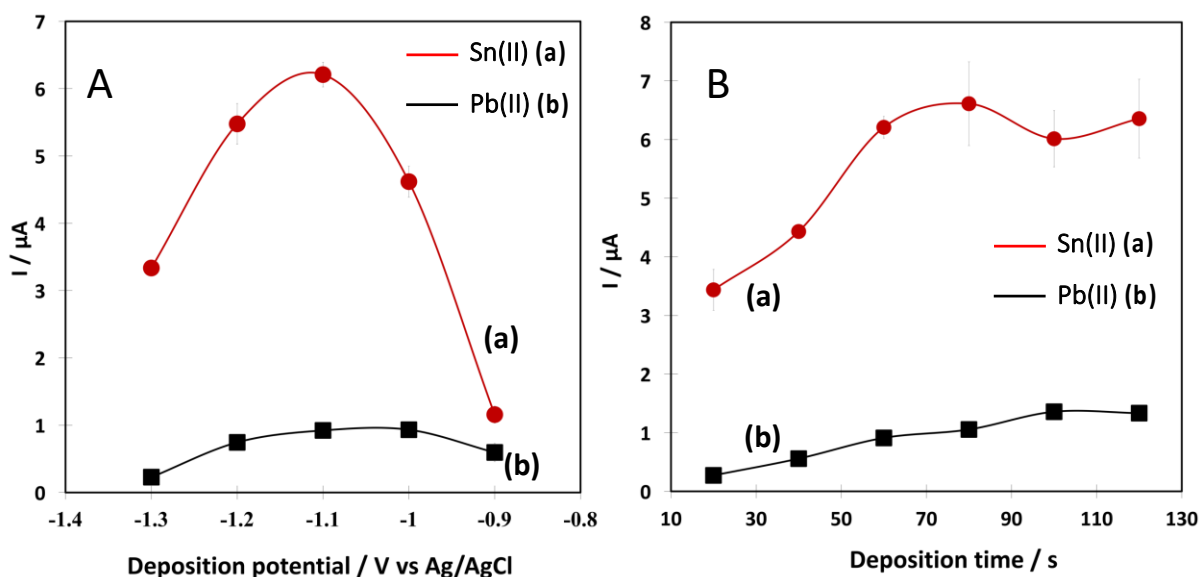 A
Sn(II) (a)
Pb(II) (b)
(a)
(b)
I / µA
7
6
5
4
3
2
1
0
-1.4 -1.3 -1.2 -1.1 -1 -0.9 -0.8
Deposition potential / V vs Ag/AgCl
B
Sn(II) (a)
Pb(II) (b)
(a)
(b)
I / µA
8
7
6
5
4
3
2
1
0
10 30 50 70 90 110 130
Deposition time / s